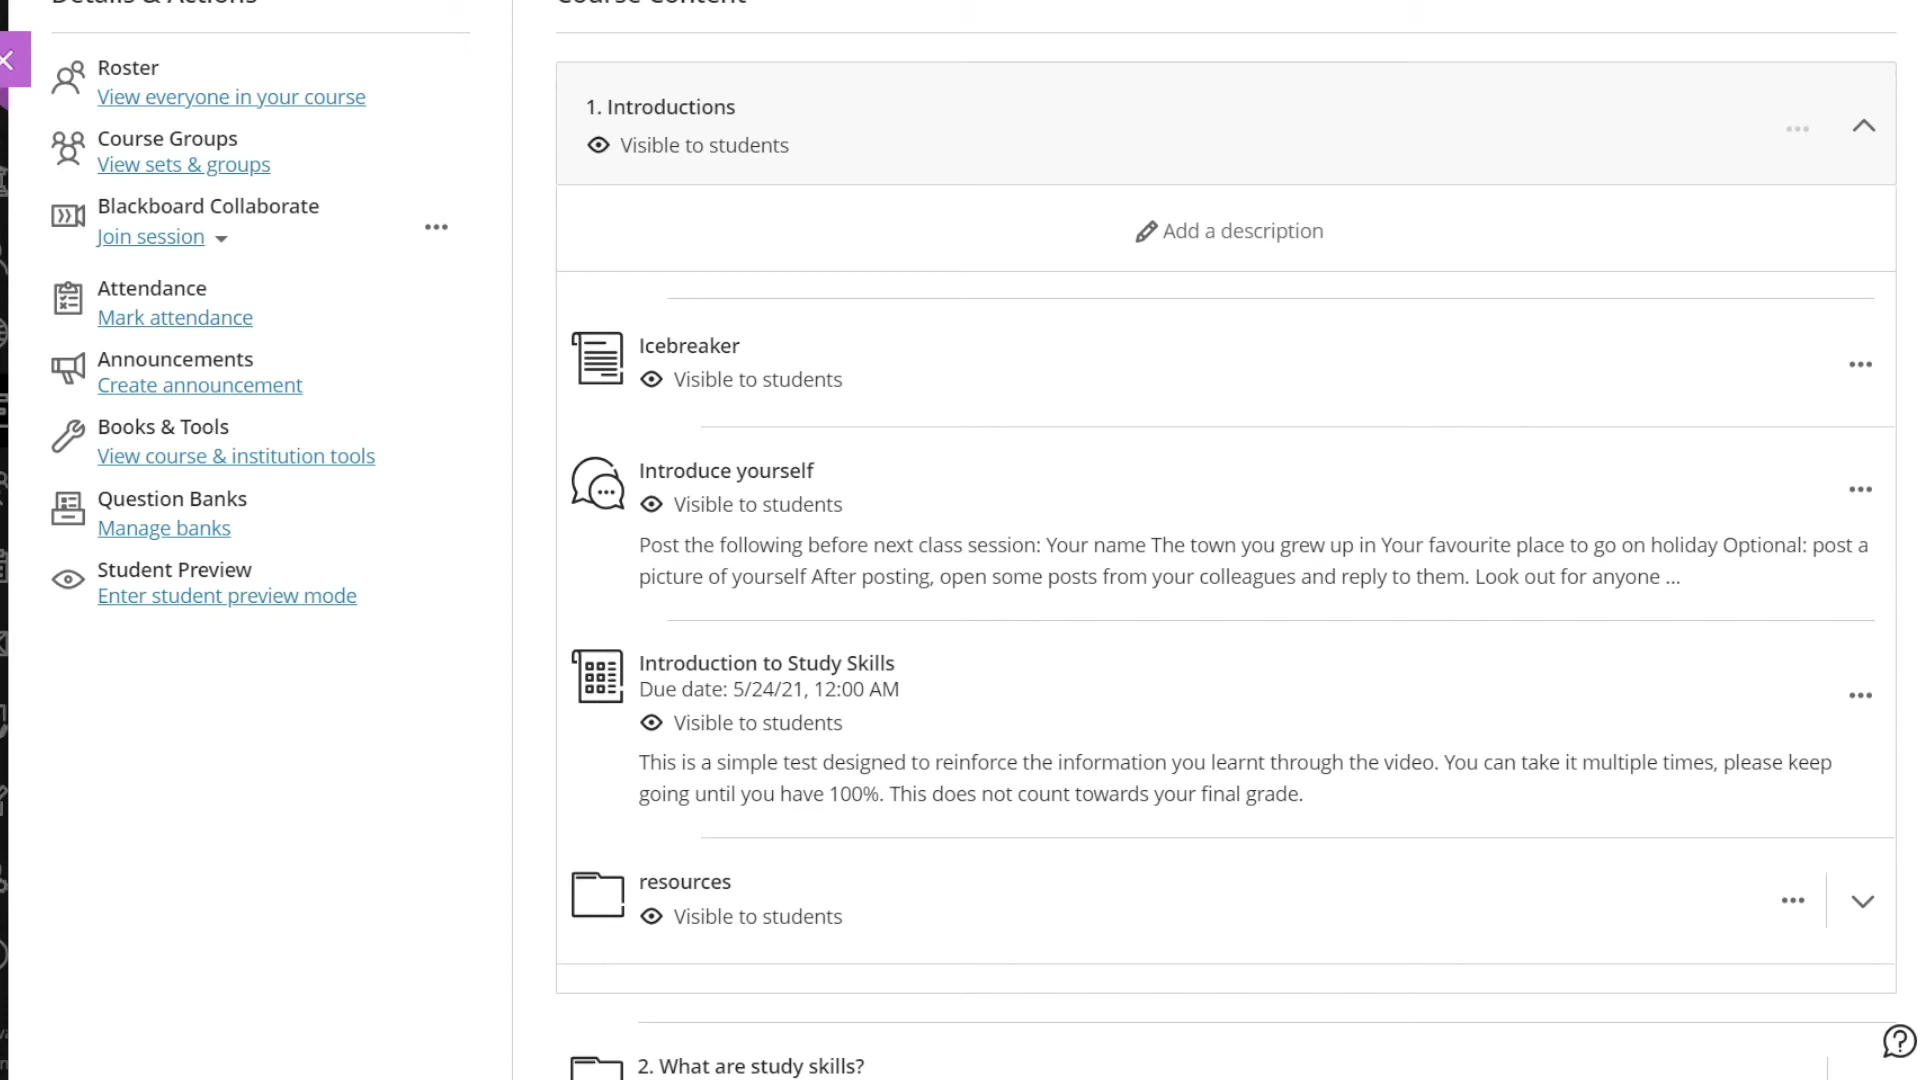 Details & Actions
Roster
View everyone in your course
Course Groups
View sets & groups
Blackboard Collaborate
Join session
Attendance
Mark attendance
Announcements
Create announcement
Books & Tools
View course & institution tools
Question Banks
Manage banks
Student Preview
Enter student preview mode
Course Content
1. Introductions
Visible to students
Add a description
Icebreaker
Visible to students
Introduce yourself
Visible to students
Post the following before next class session: Your name The town you grew up in Your favourite place to go on holiday Optional: post a
picture of yourself After posting, open some posts from your colleagues and reply to them. Look out for anyone ...
Introduction to Study Skills
Due date: 5/24/21, 12:00 AM
Visible to students
This is a simple test designed to reinforce the information you learnt through the video. You can take it multiple times, please keep
going until you have 100%. This does not count towards your final grade.
resources
Visible to students
2. What are study skills?